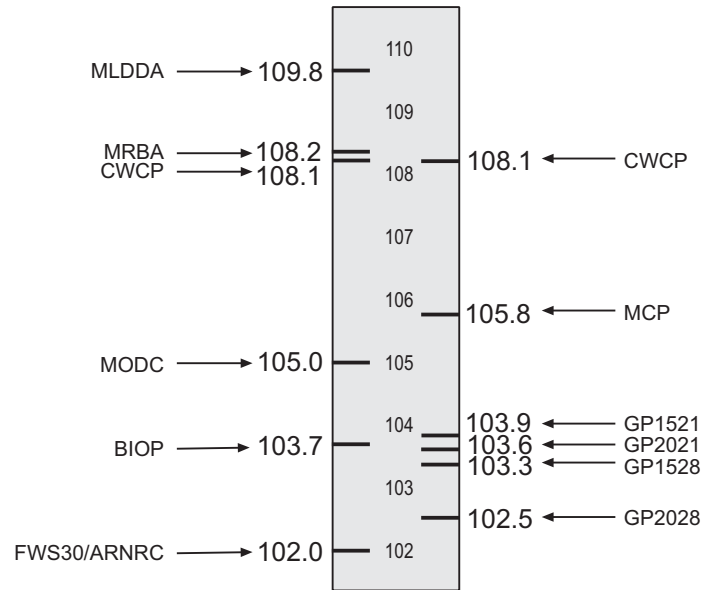 110
MLDDA 109.8
109
MRBA 108.2
CWCP 108.1
108
108.1 CWCP
107
106
105.8 MCP
MODC 105.0
105
104
103.9 GP1521
BIOP 103.7
103.6 GP2021
103.3 GP1528
103
102.5 GP2028
FWS30/ARNRC 102.0
102